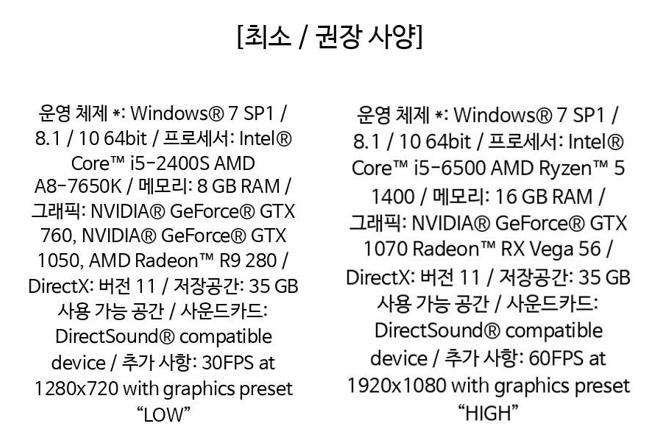 [최소 / 권장 사양]
운영 체제 *: Windows® 7 SP1 /
8.1 / 10 64bit / 프로세서: Intel®
Core™ i5-2400S AMD
A8-7650K / 메모리: 8 GB RAM /
그래픽: NVIDIA® GeForce® GTX
760, NVIDIA® GeForce® GTX
1050, AMD Radeon™ R9 280 /
DirectX: 버전 11 / 저장공간: 35 GB
사용 가능 공간 / 사운드카드:
DirectSound® compatible
device / 추가 사항: 30FPS at
1280x720 with graphics preset
“LOW”
운영 체제 *: Windows® 7 SP1 /
8.1 / 10 64bit / 프로세서: Intel®
Core™ i5-6500 AMD Ryzen™ 5
1400 / 메모리: 16 GB RAM /
그래픽: NVIDIA® GeForce® GTX
1070 Radeon™ RX Vega 56 /
DirectX: 버전 11 / 저장공간: 35 GB
사용 가능 공간 / 사운드카드:
DirectSound® compatible
device / 추가 사항: 60FPS at
1920x1080 with graphics preset
“HIGH”